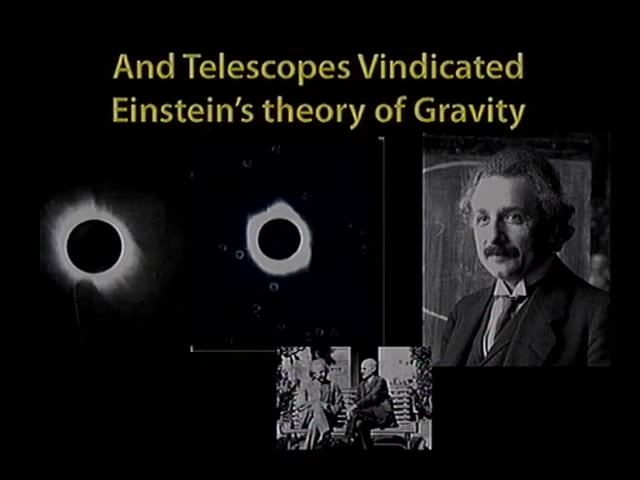 And Telescopes Vindicated
Einstein's theory of Gravity